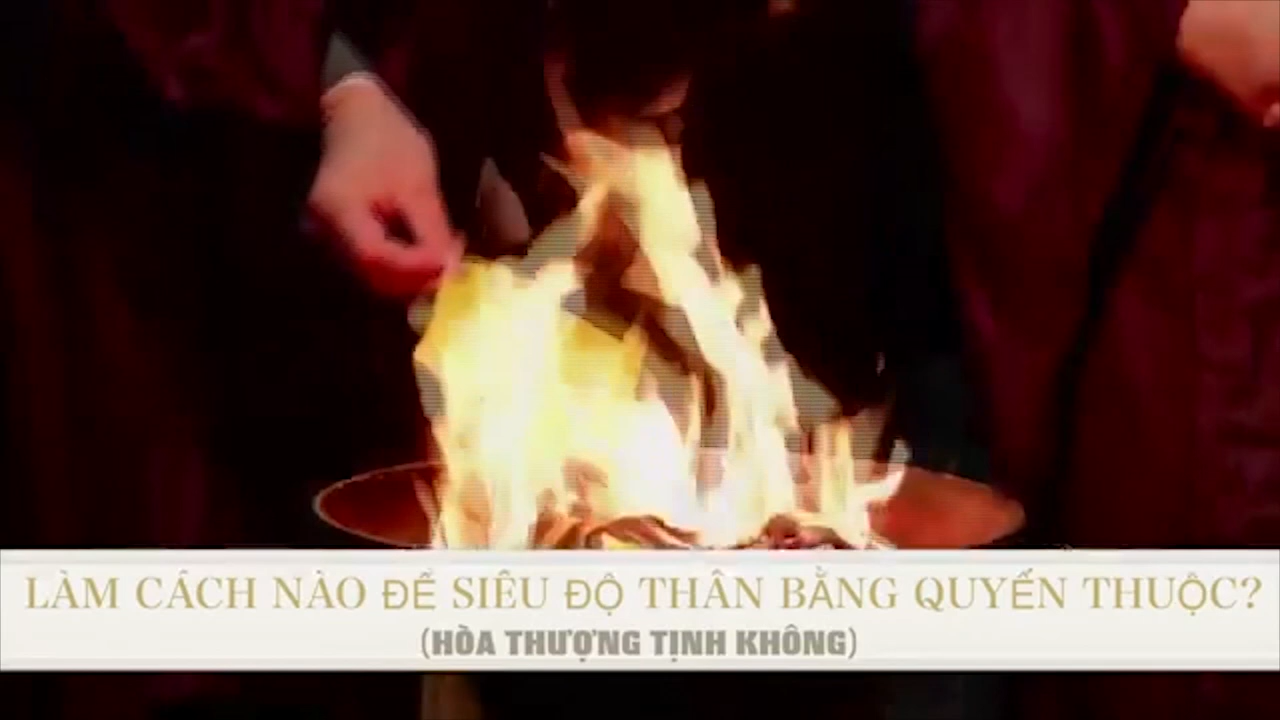 LÀM CÁCH NÀO ĐỂ SIÊU ĐỘ THÂN BẰNG QUYẾN THUỘC?
(HÒA THƯỢNG TỊNH KHÔNG)